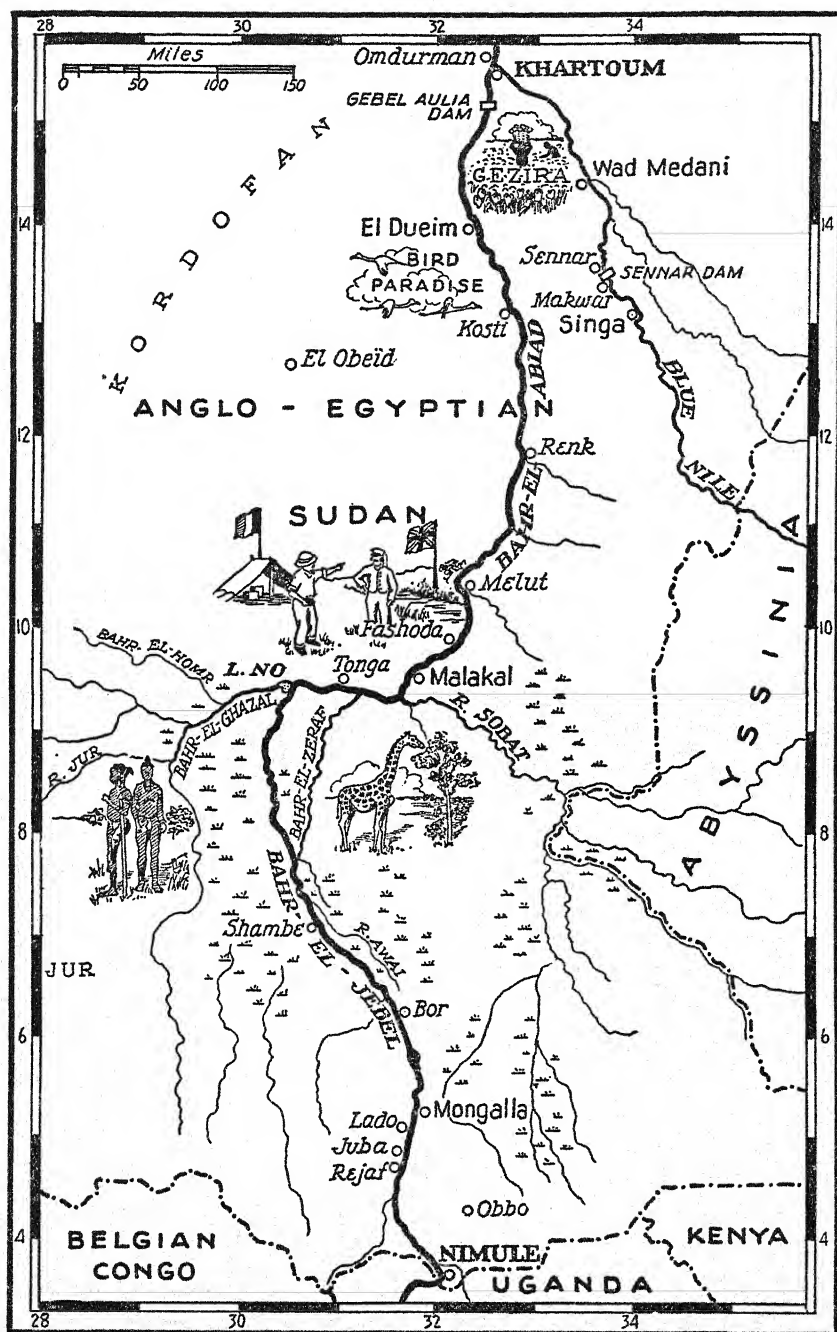 28 30 32 34
Miles
0 10 50 100 150
Omdurman
KHARTOUM
GEBEL AULIA
DAM
KORDOFAN
GEZIRA
Wad Medani
14 14
El Dueim
BIRD
PARADISE
Sennar
SENNAR DAM
Makwar
Kosti
Singa
El Obeïd
ANGLO - EGYPTIAN
SUDAN
BAHR-EL-ABIAD
BLUE NILE
12 12
Renk
Melut
ABYSSINIA
10 10
Fashoda
BAHR-EL-HOMR
L. NO
Tonga
Malakal
BAHR-EL-GHAZAL
R. SOBAT
R. JUR
BAHR-EL-ZERAF
8 8
BAHR-EL-JEBEL
Shambe
R. AWAI
JUR
Bor
6 6
Mongalla
Lado
Juba
Rejaf
Obbo
4 4
BELGIAN
CONGO
NIMULE
UGANDA
KENYA
28 30 32 34